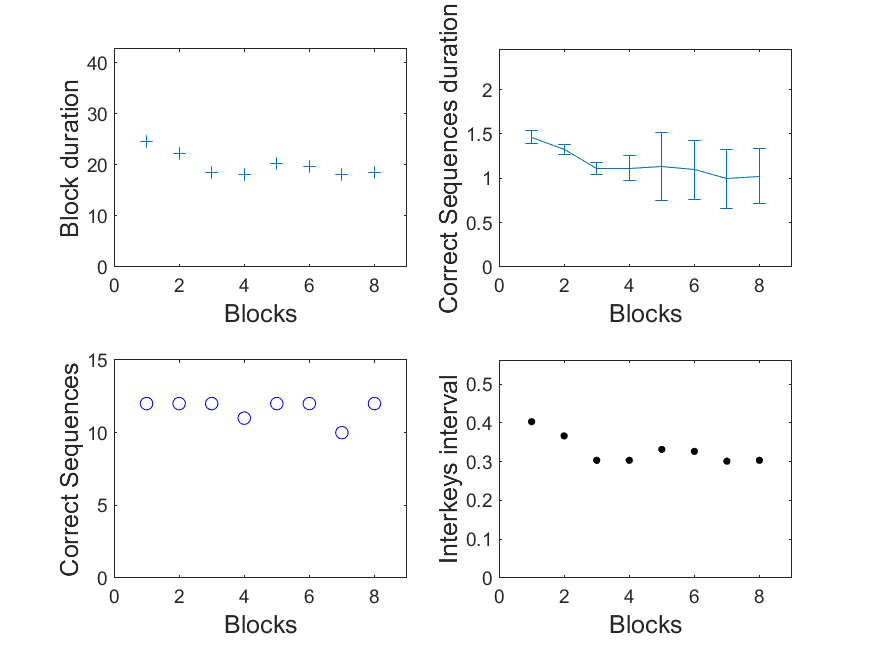 Block duration
40
30
20
10
0
0 2 4 6 8
Blocks
Correct Sequences duration
2
1.5
1
0.5
0
0 2 4 6 8
Blocks
Correct Sequences
15
10
5
0
0 2 4 6 8
Blocks
Interkeys interval
0.5
0.4
0.3
0.2
0.1
0
0 2 4 6 8
Blocks